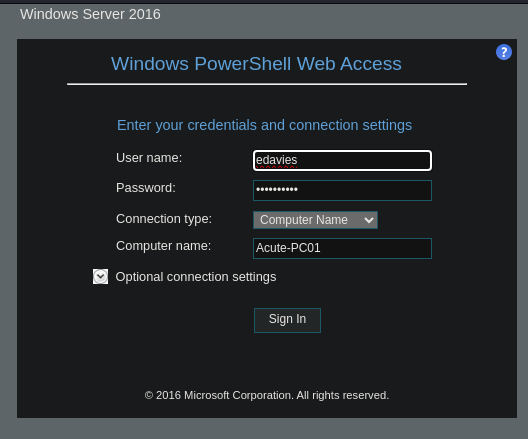 Windows Server 2016
?
Windows PowerShell Web Access
Enter your credentials and connection settings
User name: edavies
Password: ••••••••••
Connection type: Computer Name
Computer name: Acute-PC01
Optional connection settings
Sign In
© 2016 Microsoft Corporation. All rights reserved.